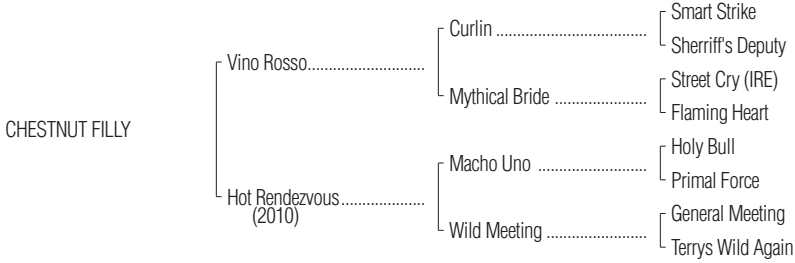 Smart Strike
Curlin ..................................
Sherriff's Deputy
Vino Rosso..........................
Street Cry (IRE)
Mythical Bride .....................
Flaming Heart
CHESTNUT FILLY
Holy Bull
Macho Uno .........................
Primal Force
Hot Rendezvous...................
(2010)
General Meeting
Wild Meeting .......................
Terrys Wild Again